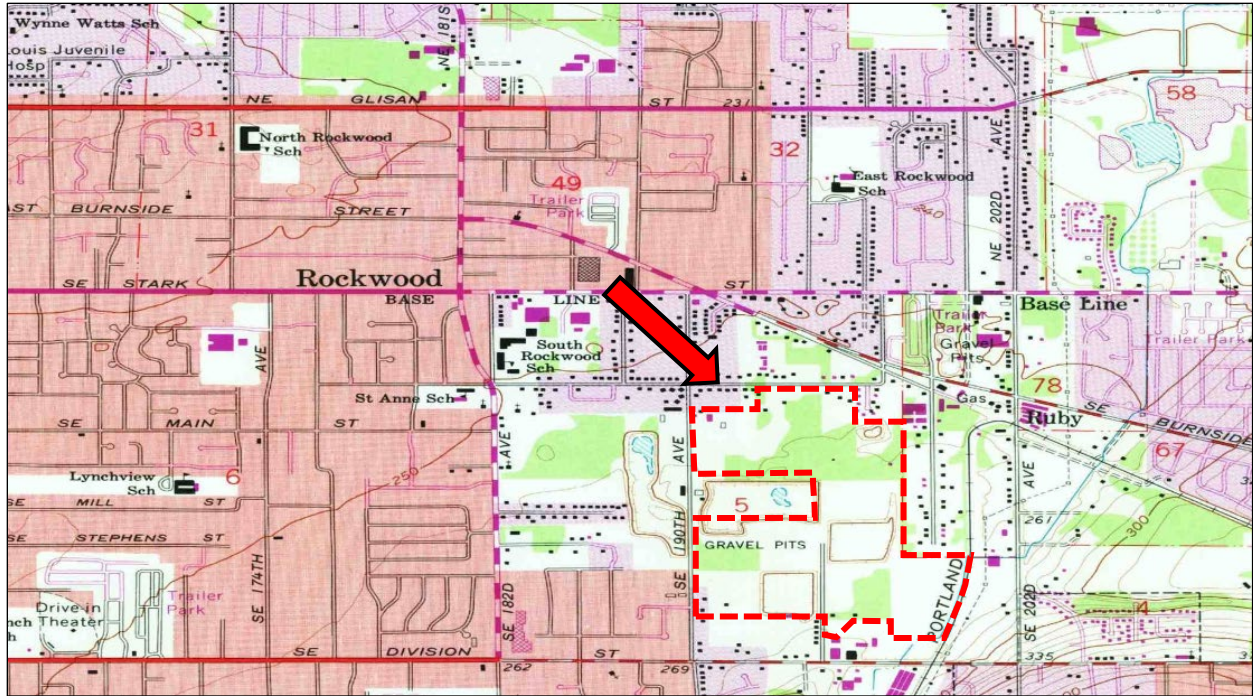 Wynne Watts Sch
Louis Juvenile
Hosp
NE 181S
NE GLISAN ST 231
31
North Rockwood
Sch
32
58
49
Trailer
Park
East Rockwood
Sch
240
NE 202D AVE
AST BURNSIDE STREET
SE STARK ST
Rockwood
BASE LINE
Base Line
South
Rockwood
Sch
Trailer
Park
Gravel
Pits
Trailer Park
AVE
St Anne Sch
78
Gas
Ruby
SE BURNSIDE
SE MAIN ST
AVE
AVE
AVE
67
Lynchview
Sch
6
250
5
SE MILL ST
267
300
SE STEPHENS ST
190TH
GRAVEL PITS
SE 174TH
SE
Trailer
Park
Drive in
Theater
nch
h
SE 182D
PORTLAND
SE 202D
4
SE DIVISION ST
262
269
335